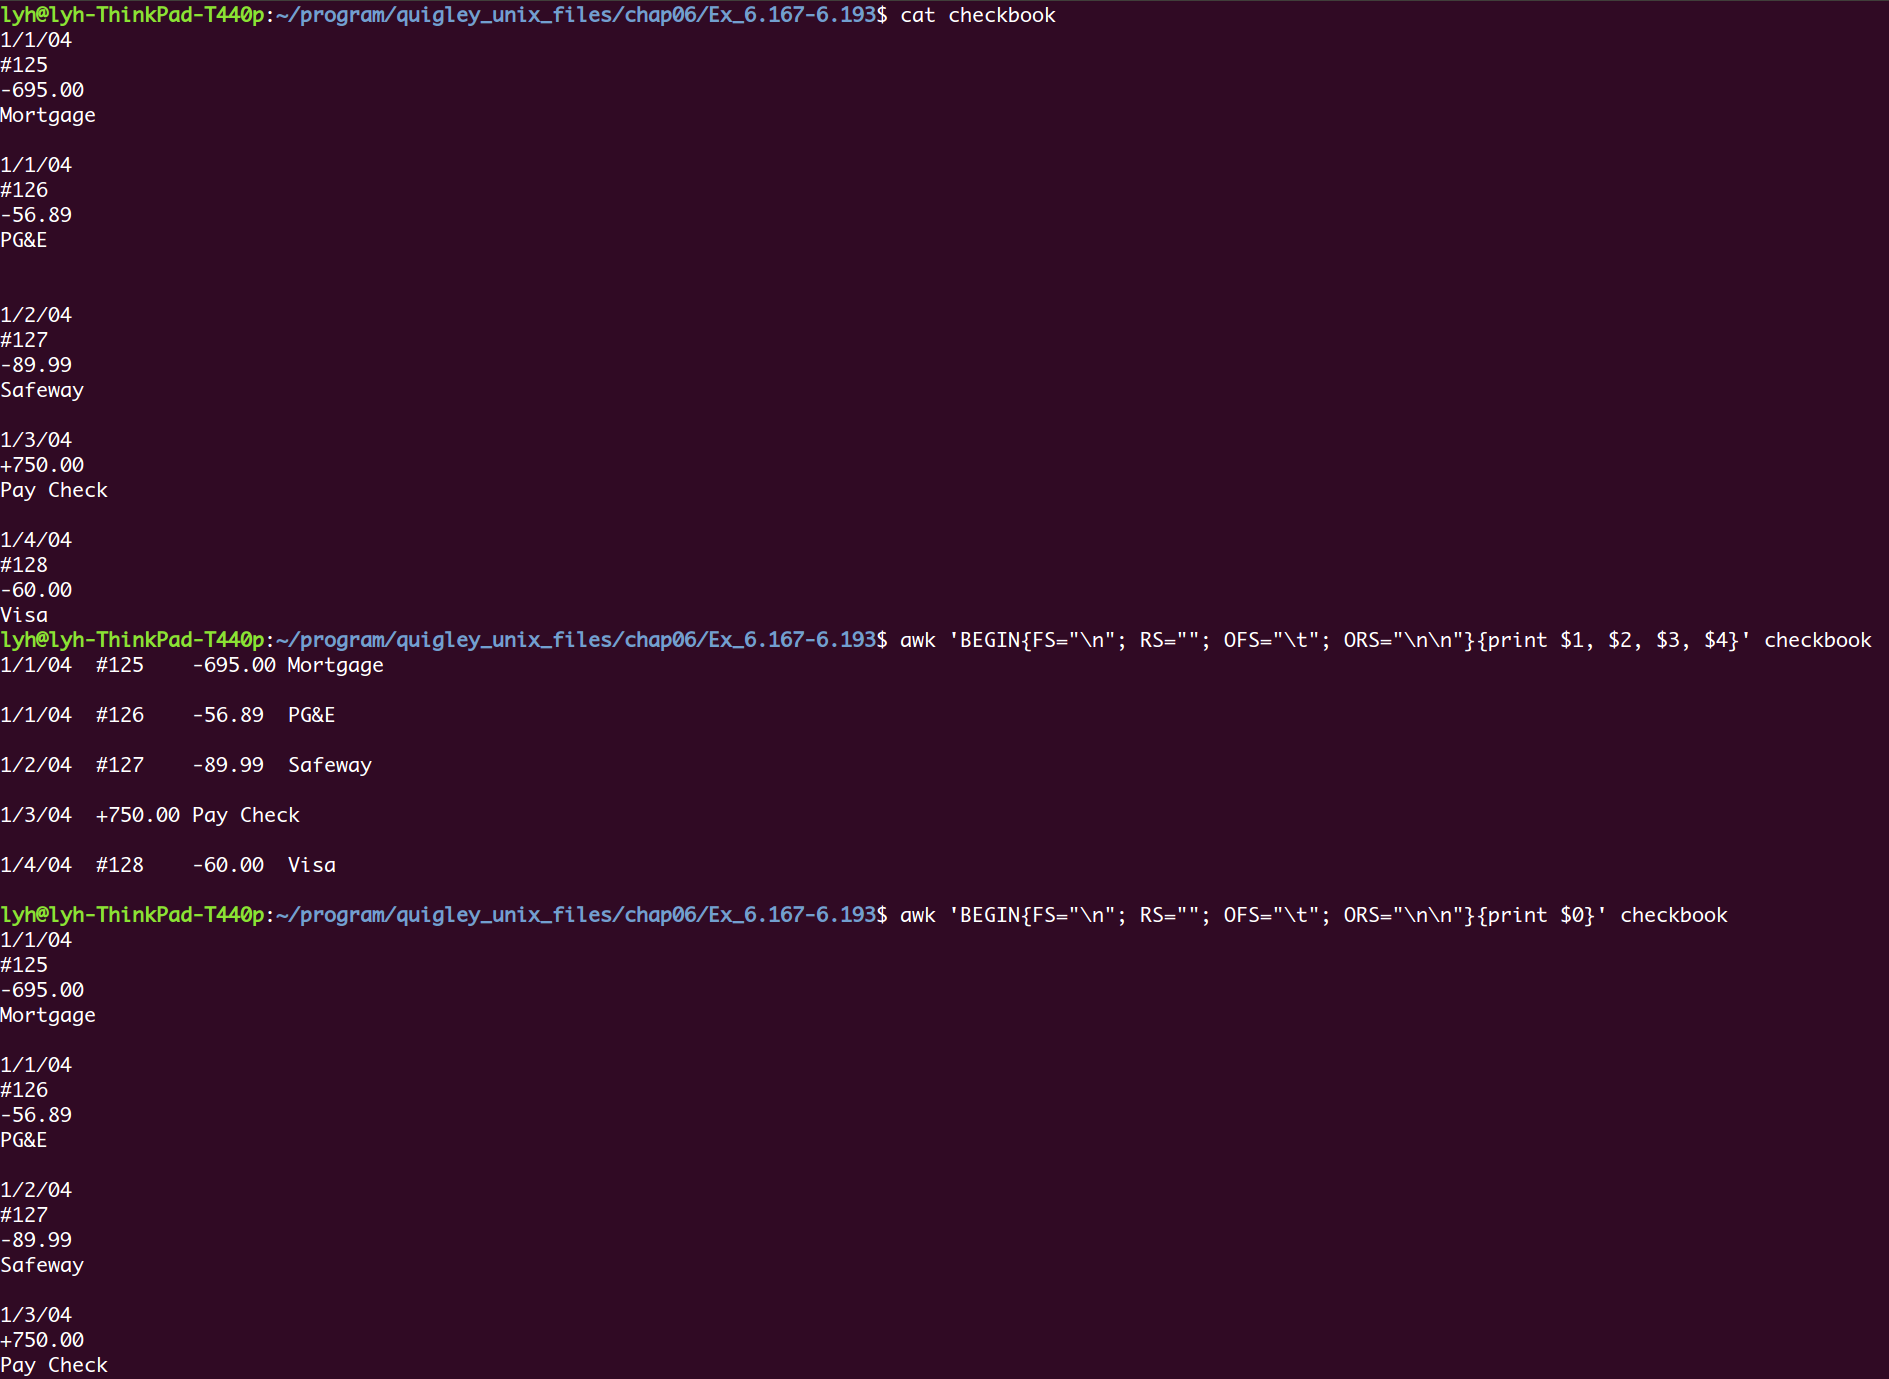 lyh@lyh-ThinkPad-T440p:~/program/quigley_unix_files/chap06/Ex_6.167-6.193$ cat checkbook
1/1/04
#125
-695.00
Mortgage

1/1/04
#126
-56.89
PG&E


1/2/04
#127
-89.99
Safeway

1/3/04
+750.00
Pay Check

1/4/04
#128
-60.00
Visa
lyh@lyh-ThinkPad-T440p:~/program/quigley_unix_files/chap06/Ex_6.167-6.193$ awk 'BEGIN{FS="\n"; RS=""; OFS="\t"; ORS="\n\n"}{print $1, $2, $3, $4}' checkbook
1/1/04  #125    -695.00 Mortgage

1/1/04  #126    -56.89  PG&E

1/2/04  #127    -89.99  Safeway

1/3/04  +750.00 Pay Check

1/4/04  #128    -60.00  Visa

lyh@lyh-ThinkPad-T440p:~/program/quigley_unix_files/chap06/Ex_6.167-6.193$ awk 'BEGIN{FS="\n"; RS=""; OFS="\t"; ORS="\n\n"}{print $0}' checkbook
1/1/04
#125
-695.00
Mortgage

1/1/04
#126
-56.89
PG&E

1/2/04
#127
-89.99
Safeway

1/3/04
+750.00
Pay Check